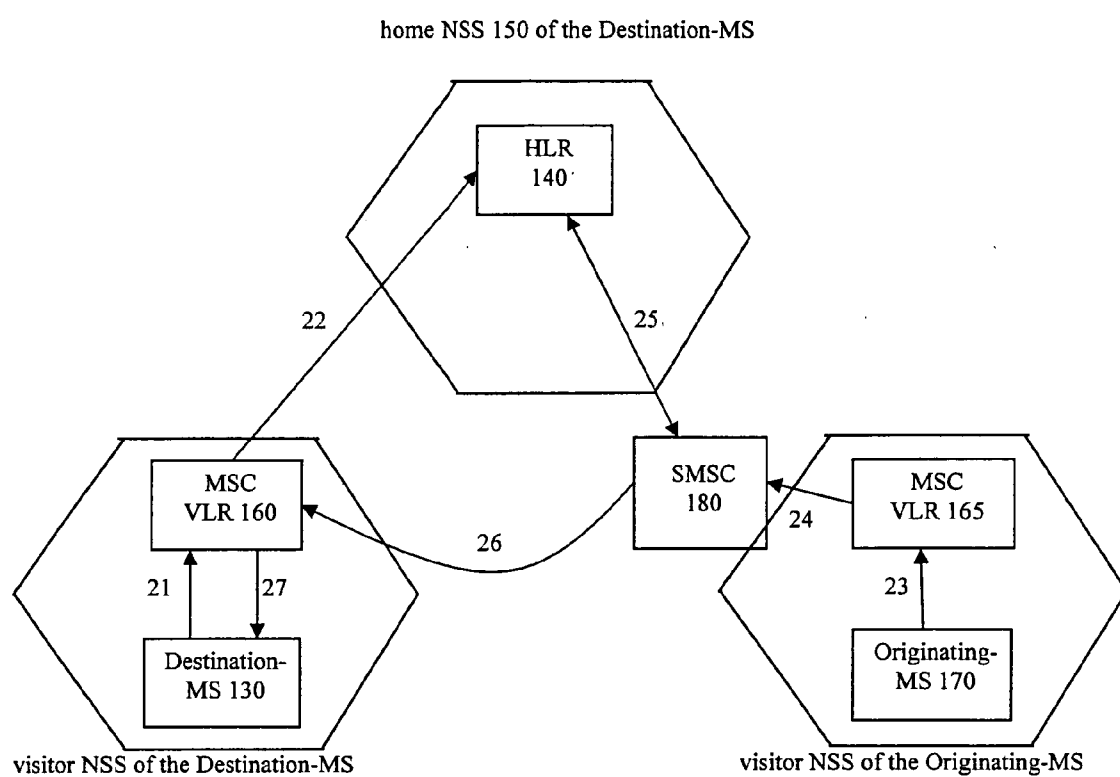 home NSS 150 of the Destination-MS
HLR
140
22
25
MSC
VLR 160
SMSC
180
MSC
VLR 165
24
26
21
27
23
Destination-
MS 130
Originating-
MS 170
visitor NSS of the Destination-MS
visitor NSS of the Originating-MS